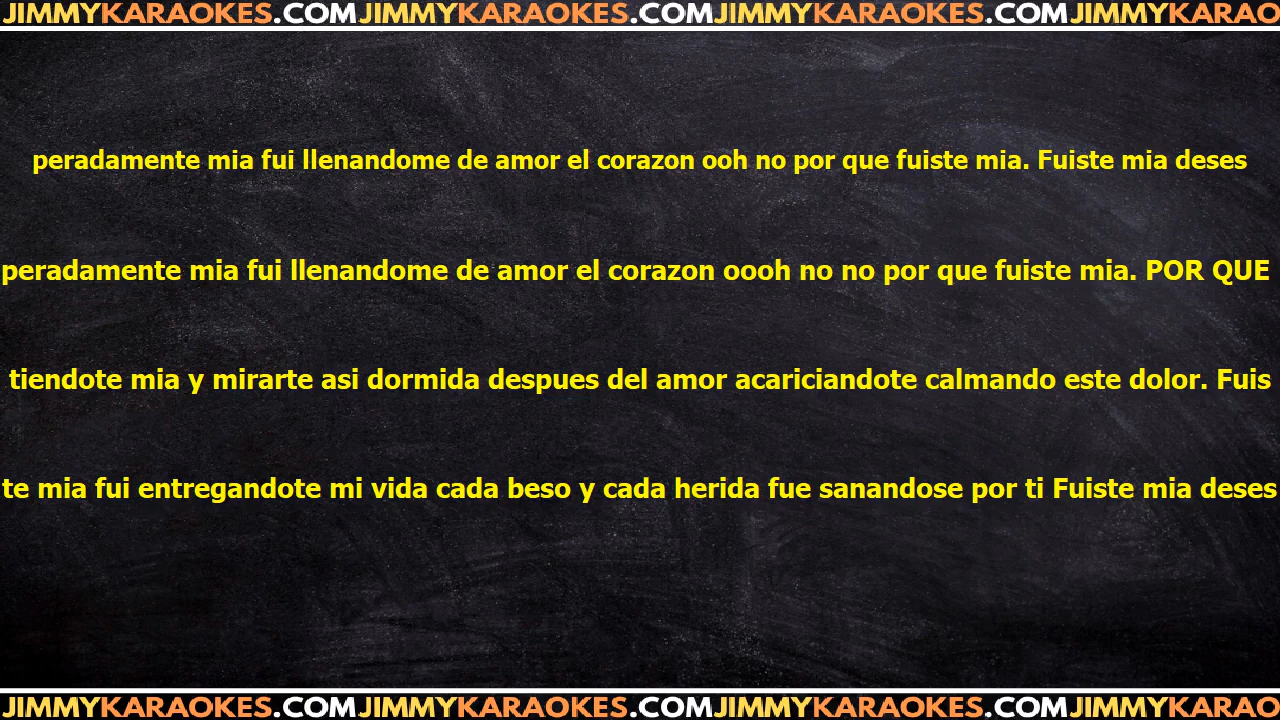 JIMMYKARAOKES.COMJIMMYKARAOKES.COMJIMMYKARAOKES.COMJIMMYKARAO
peradamente mia fui llenandome de amor el corazon ooh no por que fuiste mia. Fuiste mia deses
peradamente mia fui llenandome de amor el corazon oooh no no por que fuiste mia. POR QUE
tiendote mia y mirarte asi dormida despues del amor acariciandote calmando este dolor. Fuis
te mia fui entregandote mi vida cada beso y cada herida fue sanandose por ti Fuiste mia deses
JIMMYKARAOKES.COMJIMMYKARAOKES.COMJIMMYKARAOKES.COMJIMMYKARAO